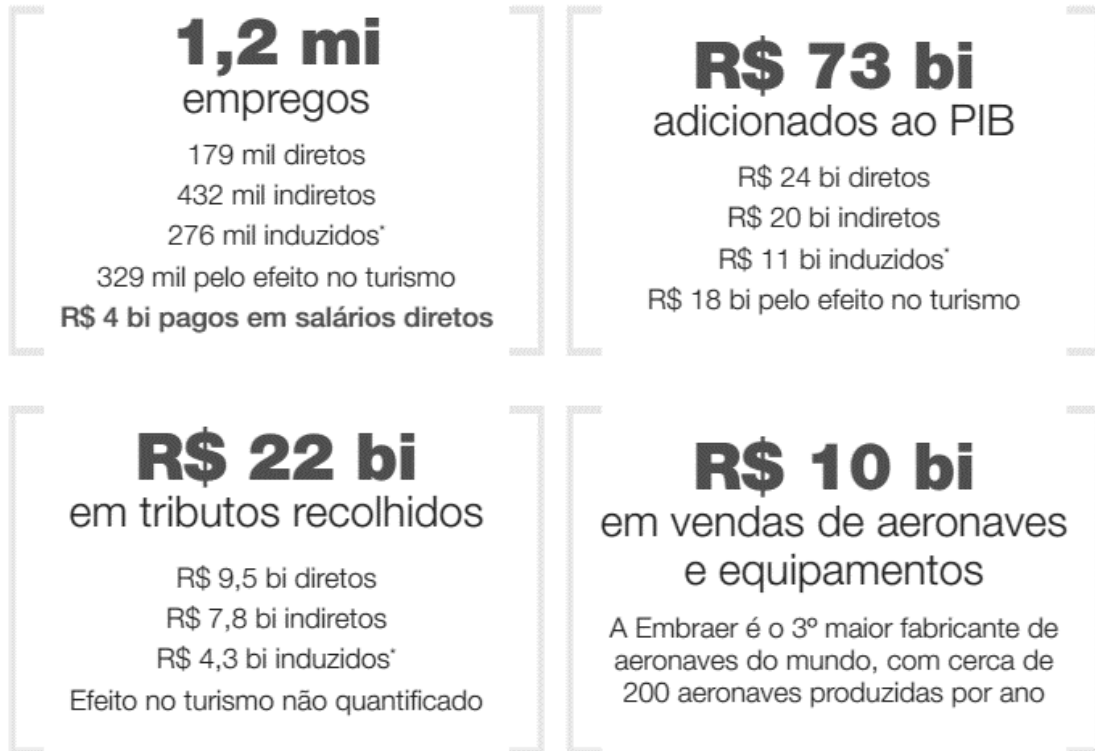 1,2 mi
empregos
179 mil diretos
432 mil indiretos
276 mil induzidos*
329 mil pelo efeito no turismo
R$ 4 bi pagos em salários diretos
R$ 73 bi
adicionados ao PIB
R$ 24 bi diretos
R$ 20 bi indiretos
R$ 11 bi induzidos*
R$ 18 bi pelo efeito no turismo
R$ 22 bi
em tributos recolhidos
R$ 9,5 bi diretos
R$ 7,8 bi indiretos
R$ 4,3 bi induzidos*
Efeito no turismo não quantificado
R$ 10 bi
em vendas de aeronaves
e equipamentos
A Embraer é o 3º maior fabricante de
aeronaves do mundo, com cerca de
200 aeronaves produzidas por ano